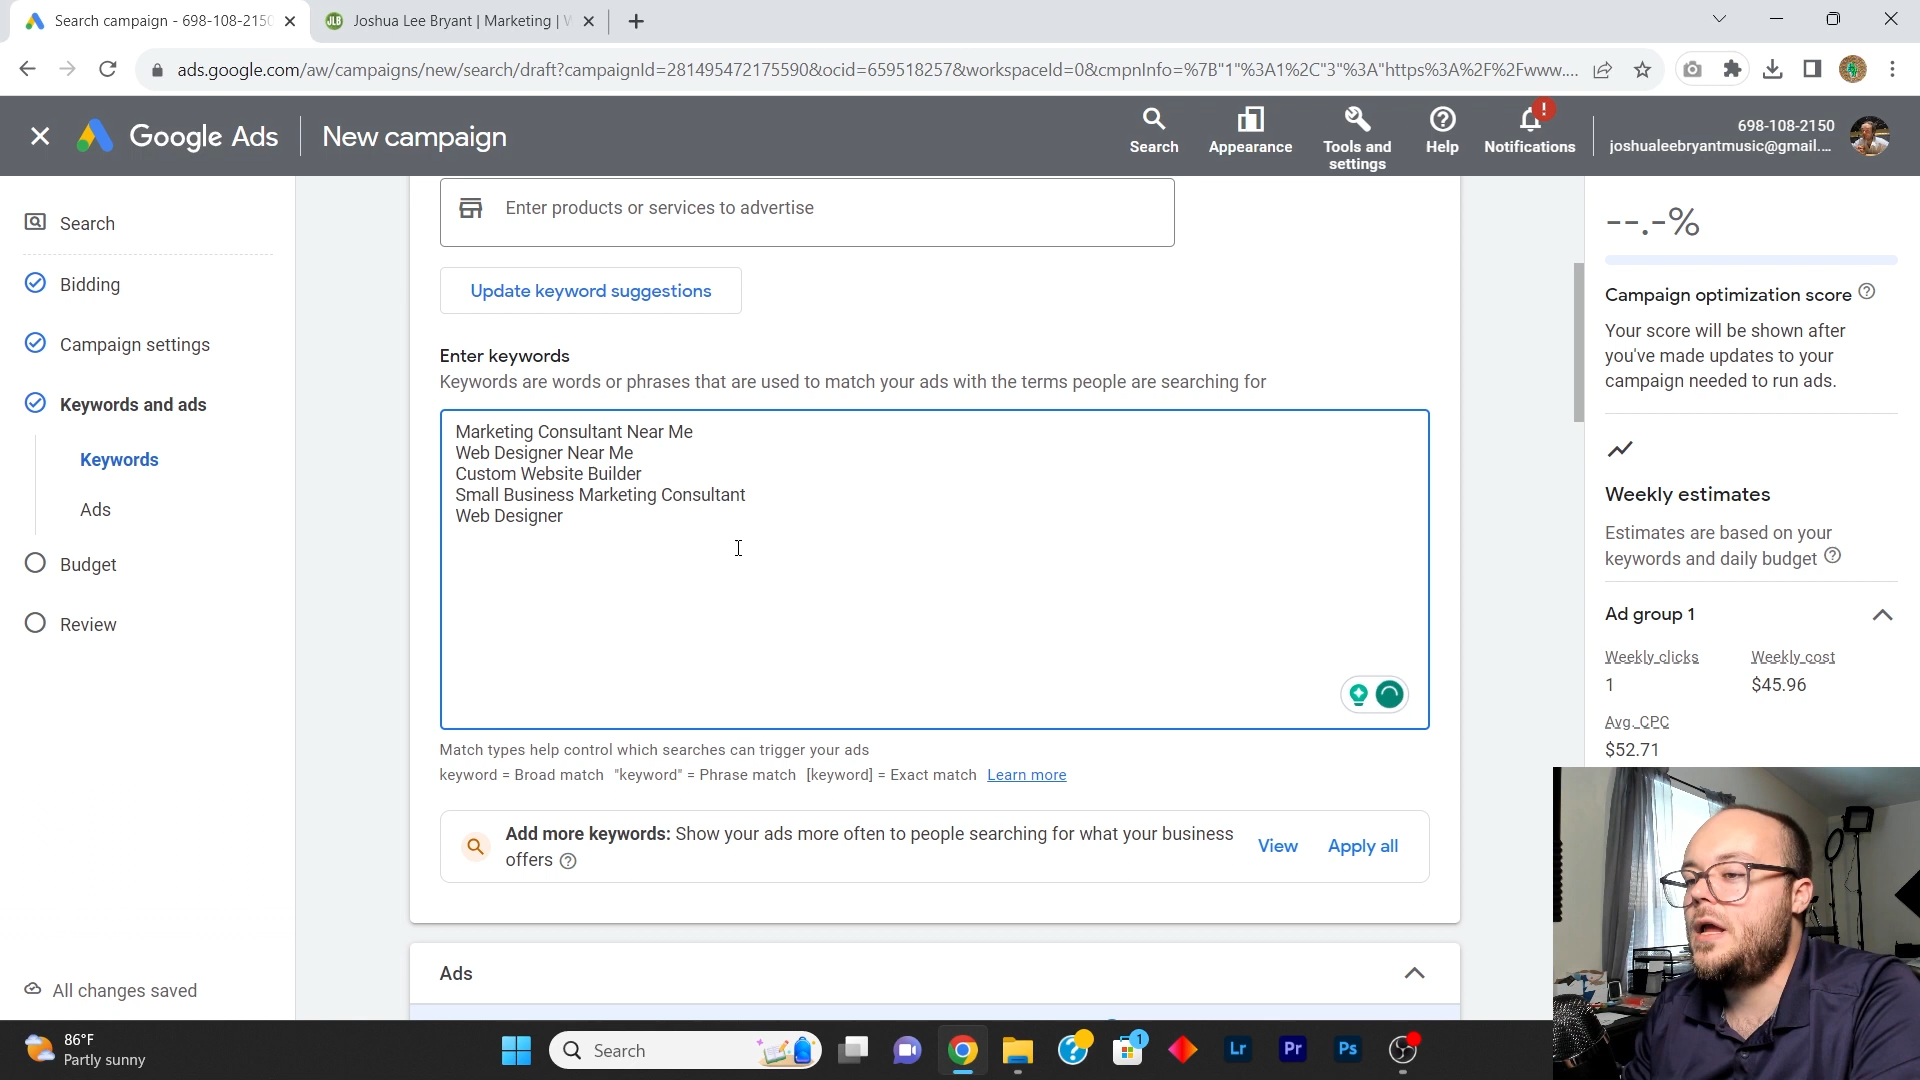 Search campaign - 698-108-2150
Joshua Lee Bryant | Marketing | W
ads.google.com/aw/campaigns/new/search/draft?campaignId=281495472175590&ocid=659518257&workspaceId=0&cmpnInfo=%7B"1"%3A1%2C"3"%3A"https%3A%2F%2Fwww....
Google Ads
New campaign
Search
Appearance
Tools and
settings
Help
!
Notifications
698-108-2150
joshualeebryantmusic@gmail....
Search
Bidding
Campaign settings
Keywords and ads
Keywords
Ads
Budget
Review
All changes saved
Enter products or services to advertise
Update keyword suggestions
Enter keywords
Keywords are words or phrases that are used to match your ads with the terms people are searching for
Marketing Consultant Near Me
Web Designer Near Me
Custom Website Builder
Small Business Marketing Consultant
Web Designer
Match types help control which searches can trigger your ads
keyword = Broad match "keyword" = Phrase match [keyword] = Exact match Learn more
Add more keywords: Show your ads more often to people searching for what your business
offers
View
Apply all
Ads
--.-%
Campaign optimization score
Your score will be shown after
you've made updates to your
campaign needed to run ads.
Weekly estimates
Estimates are based on your
keywords and daily budget
Ad group 1
Weekly clicks Weekly cost
1 $45.96
Avg. CPC
$52.71
86°F
Partly sunny
Search
1
Lr
Pr
Ps